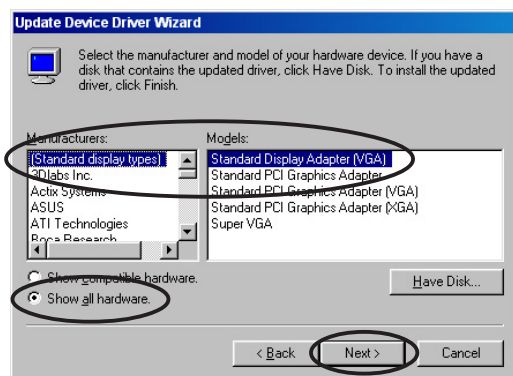 Update Device Driver Wizard
Select the manufacturer and model of your hardware device. If you have a
disk that contains the updated driver, click Have Disk. To install the updated
driver, click Finish.
Manufacturers:
(Standard display types)
3Dlabs Inc.
Actix Systems
ASUS
ATI Technologies
Boca Research
Models:
Standard Display Adapter (VGA)
Standard PCI Graphics Adapter
Standard PCI Graphics Adapter (VGA)
Standard PCI Graphics Adapter (XGA)
Super VGA
Show compatible hardware.
Show all hardware.
Have Disk...
< Back
Next >
Cancel